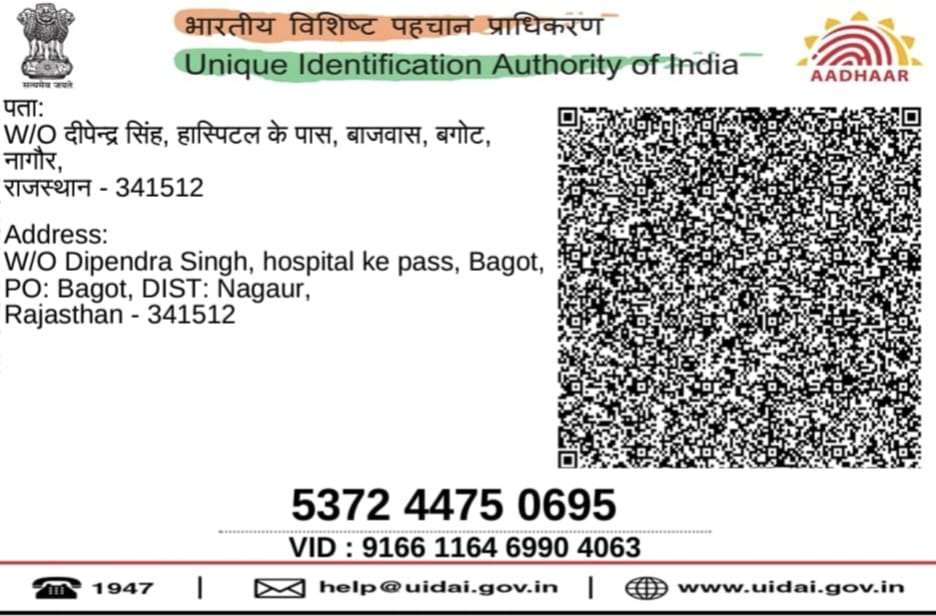 भारतीय विशिष्ट पहचान प्राधिकरण
Unique Identification Authority of India
सत्यमेव जयते
AADHAAR
पता:
W/O दीपेन्द्र सिंह, हास्पिटल के पास, बाजवास, बगोट,
नागौर,
राजस्थान - 341512
Address:
W/O Dipendra Singh, hospital ke pass, Bagot,
PO: Bagot, DIST: Nagaur,
Rajasthan - 341512
5372 4475 0695
VID : 9166 1164 6990 4063
1947 | help@uidai.gov.in | www.uidai.gov.in